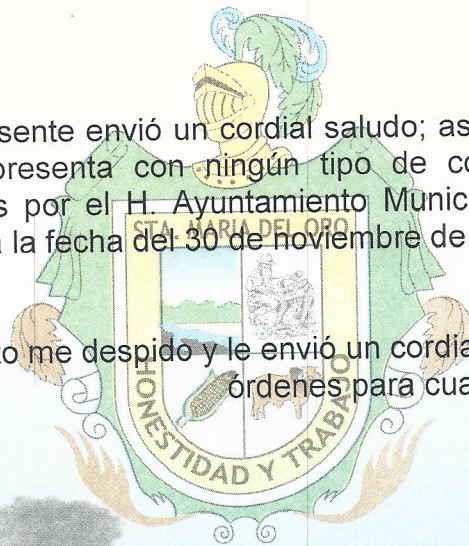 sente envió un cordial saludo; as
presenta con ningún tipo de co
s por el H. Ayuntamiento Munic
a la fecha del 30 de noviembre de
STA. MARIA DEL ORO
to me despido y le envió un cordia
órdenes para cua
HONESTIDAD Y TRABAJO